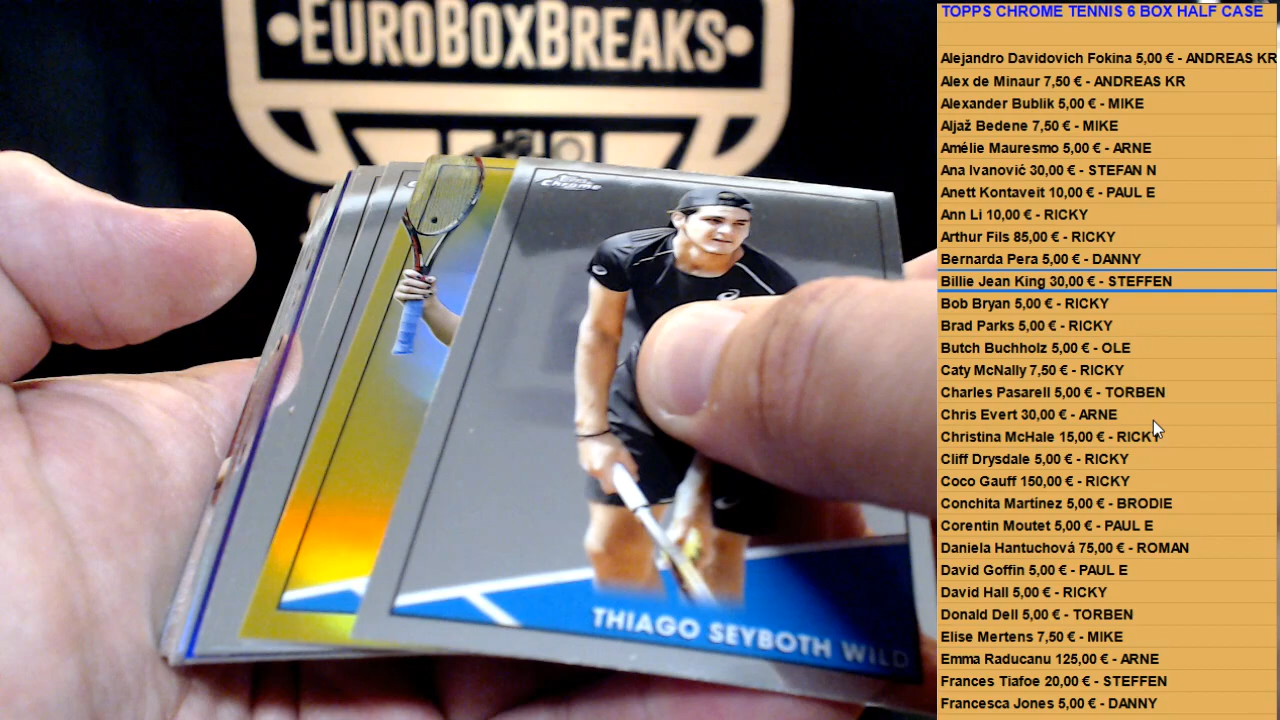 EUROBOXBREAKS
Chrome
THIAGO SEYBOTH WILD
TOPPS CHROME TENNIS 6 BOX HALF CASE
Alejandro Davidovich Fokina 5,00 € - ANDREAS KR
Alex de Minaur 7,50 € - ANDREAS KR
Alexander Bublik 5,00 € - MIKE
Aljaž Bedene 7,50 € - MIKE
Amélie Mauresmo 5,00 € - ARNE
Ana Ivanović 30,00 € - STEFAN N
Anett Kontaveit 10,00 € - PAUL E
Ann Li 10,00 € - RICKY
Arthur Fils 85,00 € - RICKY
Bernarda Pera 5,00 € - DANNY
Billie Jean King 30,00 € - STEFFEN
Bob Bryan 5,00 € - RICKY
Brad Parks 5,00 € - RICKY
Butch Buchholz 5,00 € - OLE
Caty McNally 7,50 € - RICKY
Charles Pasarell 5,00 € - TORBEN
Chris Evert 30,00 € - ARNE
Christina McHale 15,00 € - RICKY
Cliff Drysdale 5,00 € - RICKY
Coco Gauff 150,00 € - RICKY
Conchita Martínez 5,00 € - BRODIE
Corentin Moutet 5,00 € - PAUL E
Daniela Hantuchová 75,00 € - ROMAN
David Goffin 5,00 € - PAUL E
David Hall 5,00 € - RICKY
Donald Dell 5,00 € - TORBEN
Elise Mertens 7,50 € - MIKE
Emma Raducanu 125,00 € - ARNE
Frances Tiafoe 20,00 € - STEFFEN
Francesca Jones 5,00 € - DANNY